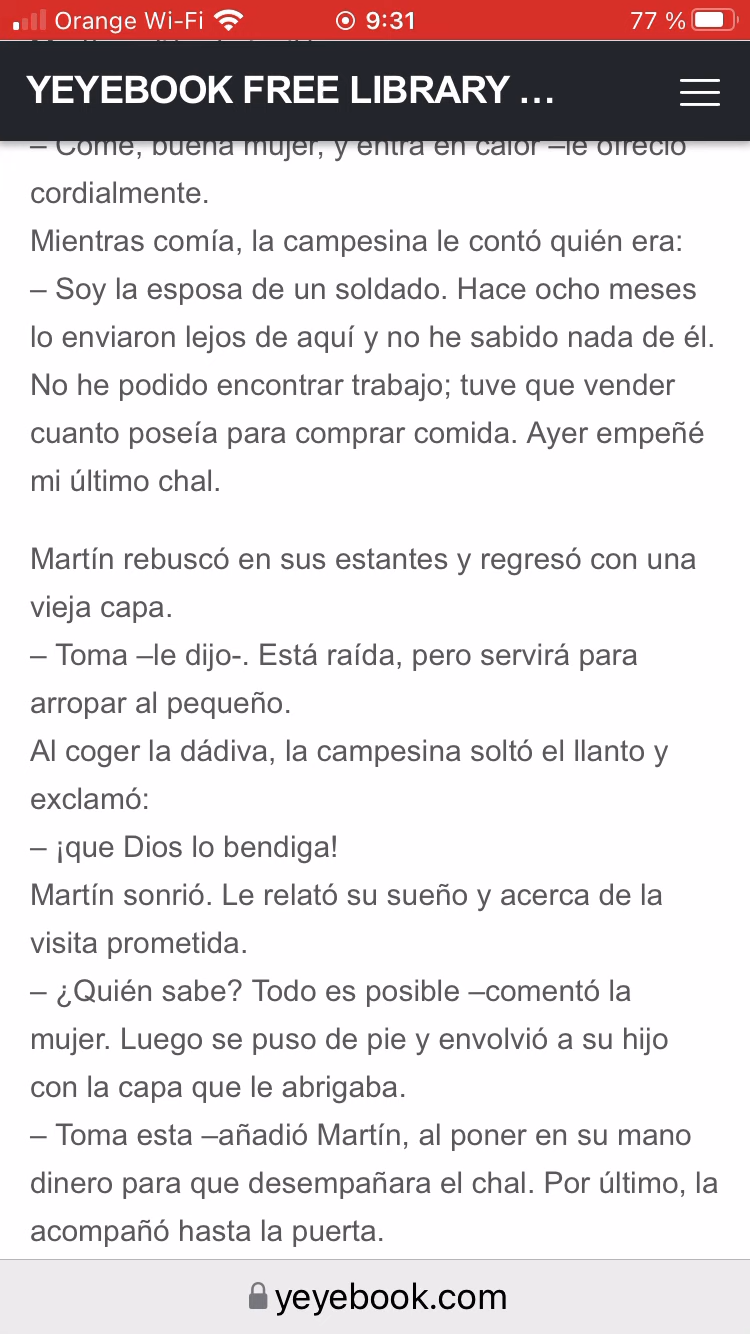 Orange Wi-Fi 9:31 77 %
YEYEBOOK FREE LIBRARY ...
– Come, buena mujer, y entra en calor –le ofreció
cordialmente.
Mientras comía, la campesina le contó quién era:
– Soy la esposa de un soldado. Hace ocho meses
lo enviaron lejos de aquí y no he sabido nada de él.
No he podido encontrar trabajo; tuve que vender
cuanto poseía para comprar comida. Ayer empeñé
mi último chal.
Martín rebuscó en sus estantes y regresó con una
vieja capa.
– Toma –le dijo-. Está raída, pero servirá para
arropar al pequeño.
Al coger la dádiva, la campesina soltó el llanto y
exclamó:
– ¡que Dios lo bendiga!
Martín sonrió. Le relató su sueño y acerca de la
visita prometida.
– ¿Quién sabe? Todo es posible –comentó la
mujer. Luego se puso de pie y envolvió a su hijo
con la capa que le abrigaba.
– Toma esta –añadió Martín, al poner en su mano
dinero para que desempañara el chal. Por último, la
acompañó hasta la puerta.
yeyebook.com